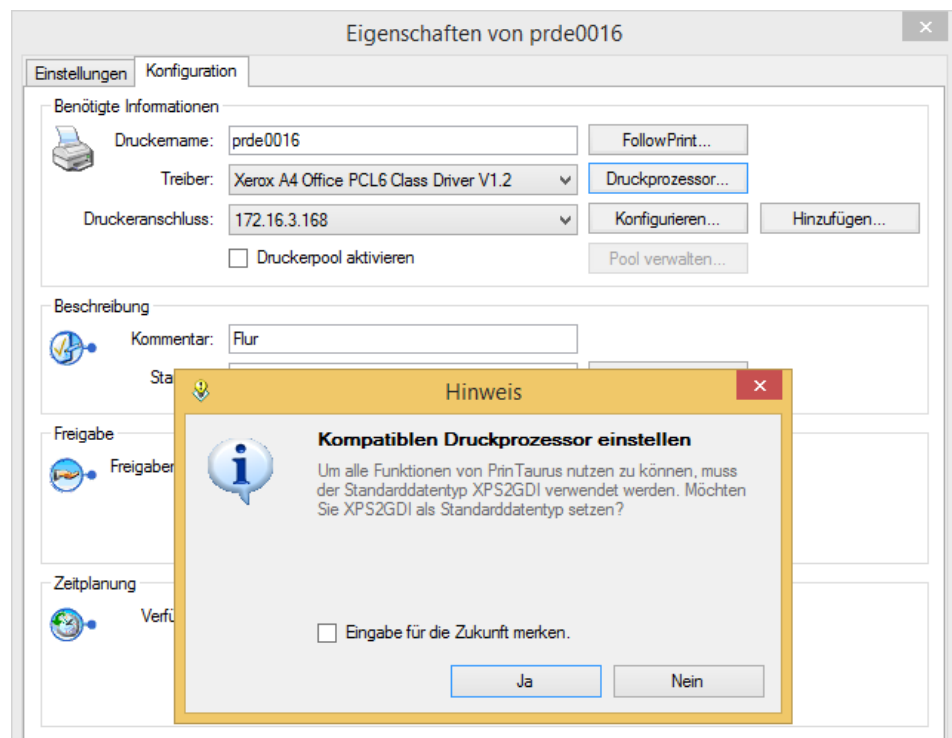 Eigenschaften von prde0016
Einstellungen Konfiguration
Benötigte Informationen
Druckername: prde0016 FollowPrint...
Treiber: Xerox A4 Office PCL6 Class Driver V1.2 Druckprozessor...
Druckeranschluss: 172.16.3.168 Konfigurieren... Hinzufügen...
Druckerpool aktivieren Pool verwalten...
Beschreibung
Kommentar: Flur
Sta
Hinweis
Kompatiblen Druckprozessor einstellen
Um alle Funktionen von PrinTaurus nutzen zu können, muss
der Standarddatentyp XPS2GDI verwendet werden. Möchten
Sie XPS2GDI als Standarddatentyp setzen?
Eingabe für die Zukunft merken.
Ja Nein
Freigabe
Freigaben
Zeitplanung
Verfü